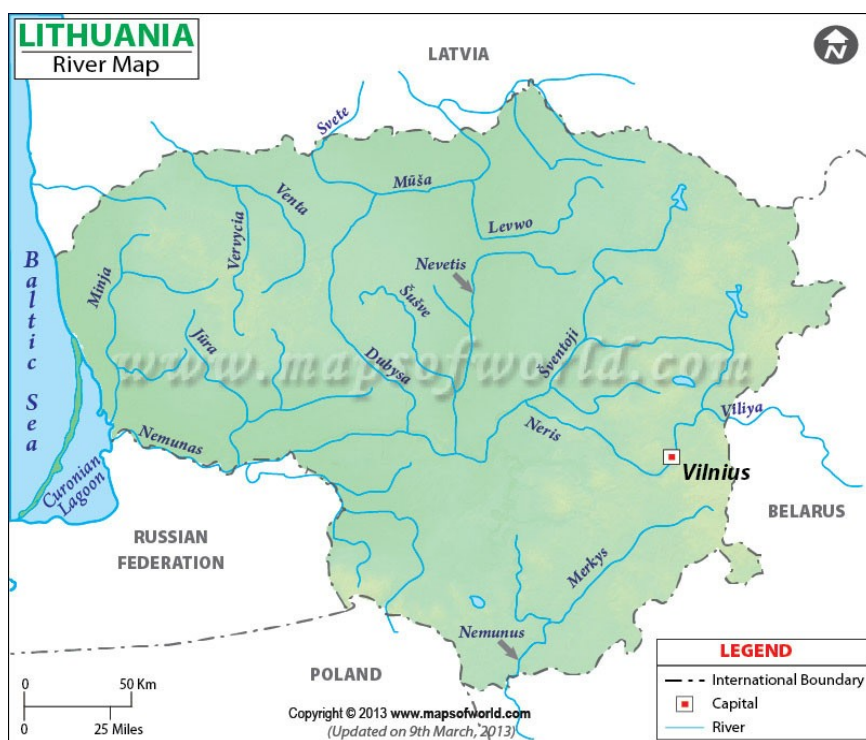 LITHUANIA
River Map
LATVIA
N
Svete
Mūša
Venta
Vervycia
Levwo
Nevetis
Minja
Šušve
Jūra
Baltic Sea
Dubysa
Šventoji
www.mapsofworld.com
Viliya
Nemunas
Neris
Vilnius
Curonian
Lagoon
BELARUS
RUSSIAN
FEDERATION
Merkys
Nemunus
POLAND
LEGEND
International Boundary
Capital
River
0 50 Km
0 25 Miles
Copyright © 2013 www.mapsofworld.com
(Updated on 9th March, 2013)